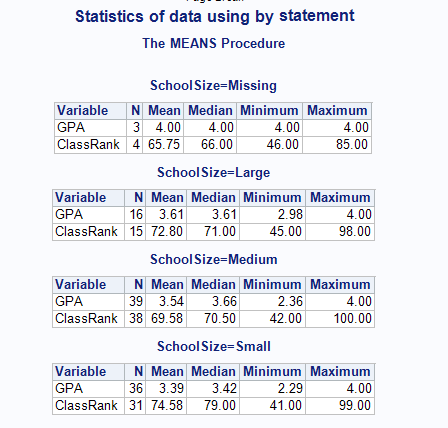 Statistics of data using by statement
The MEANS Procedure
SchoolSize=Missing
Variable N Mean Median Minimum Maximum
GPA 3 4.00 4.00 4.00 4.00
ClassRank 4 65.75 66.00 46.00 85.00
SchoolSize=Large
Variable N Mean Median Minimum Maximum
GPA 16 3.61 3.61 2.98 4.00
ClassRank 15 72.80 71.00 45.00 98.00
SchoolSize=Medium
Variable N Mean Median Minimum Maximum
GPA 39 3.54 3.66 2.36 4.00
ClassRank 38 69.58 70.50 42.00 100.00
SchoolSize=Small
Variable N Mean Median Minimum Maximum
GPA 36 3.39 3.42 2.29 4.00
ClassRank 31 74.58 79.00 41.00 99.00